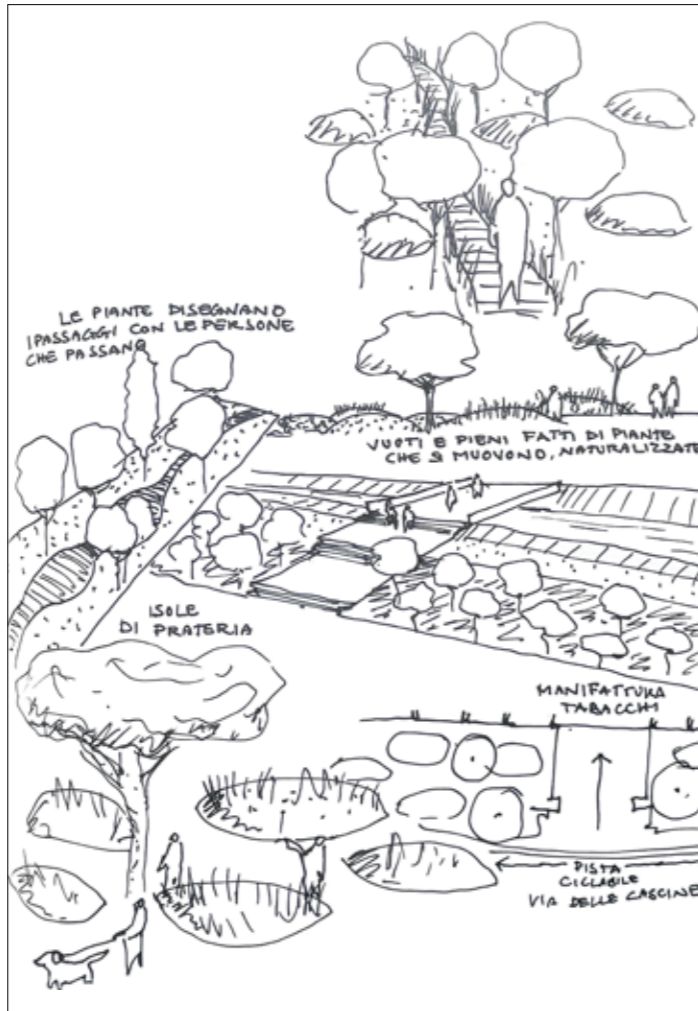 LE PIANTE DISEGNANO
I PASSAGGI CON LE PERSONE
CHE PASSANO
VUOTI E PIENI FATTI DI PIANTE
CHE SI MUOVONO, NATURALIZZATE
ISOLE
DI PRATERIA
MANIFATTURA
TABACCHI
PISTA
CICLABILE
VIA DELLE CASCINE